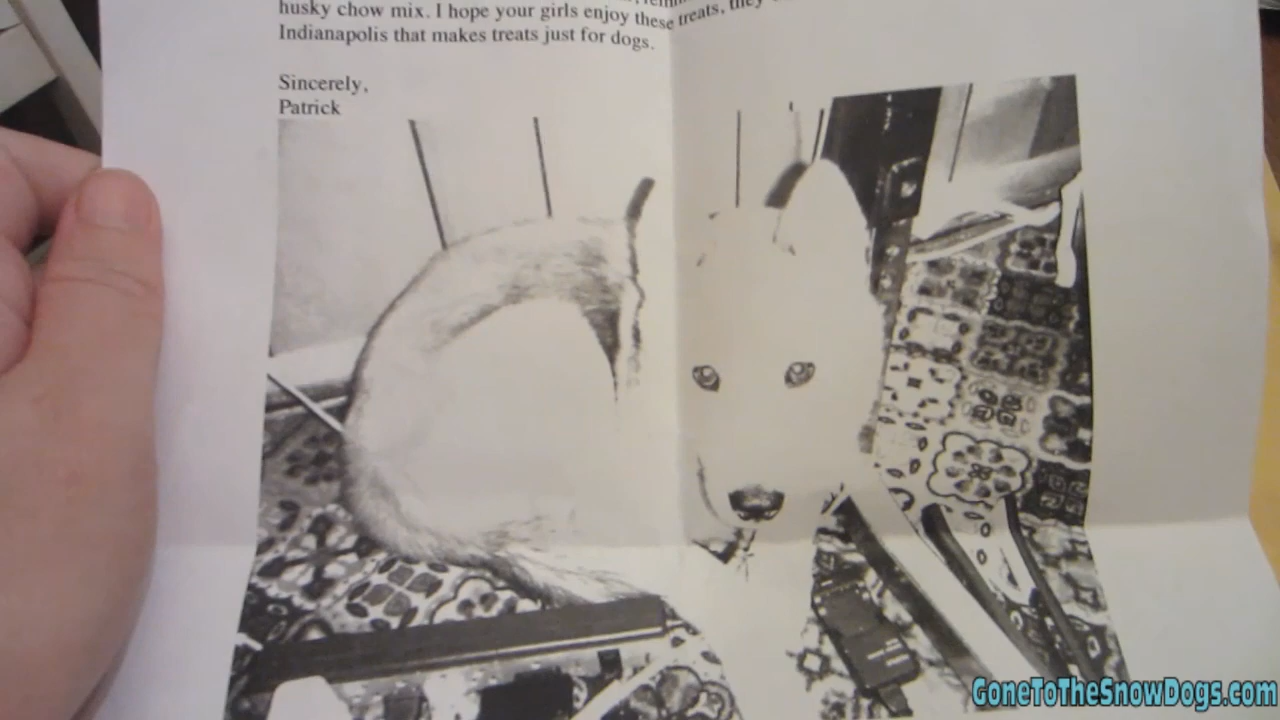 husky chow mix. I hope your girls enjoy these treats, they
Indianapolis that makes treats just for dogs.
Sincerely,
Patrick
GoneToTheSnowDogs.com